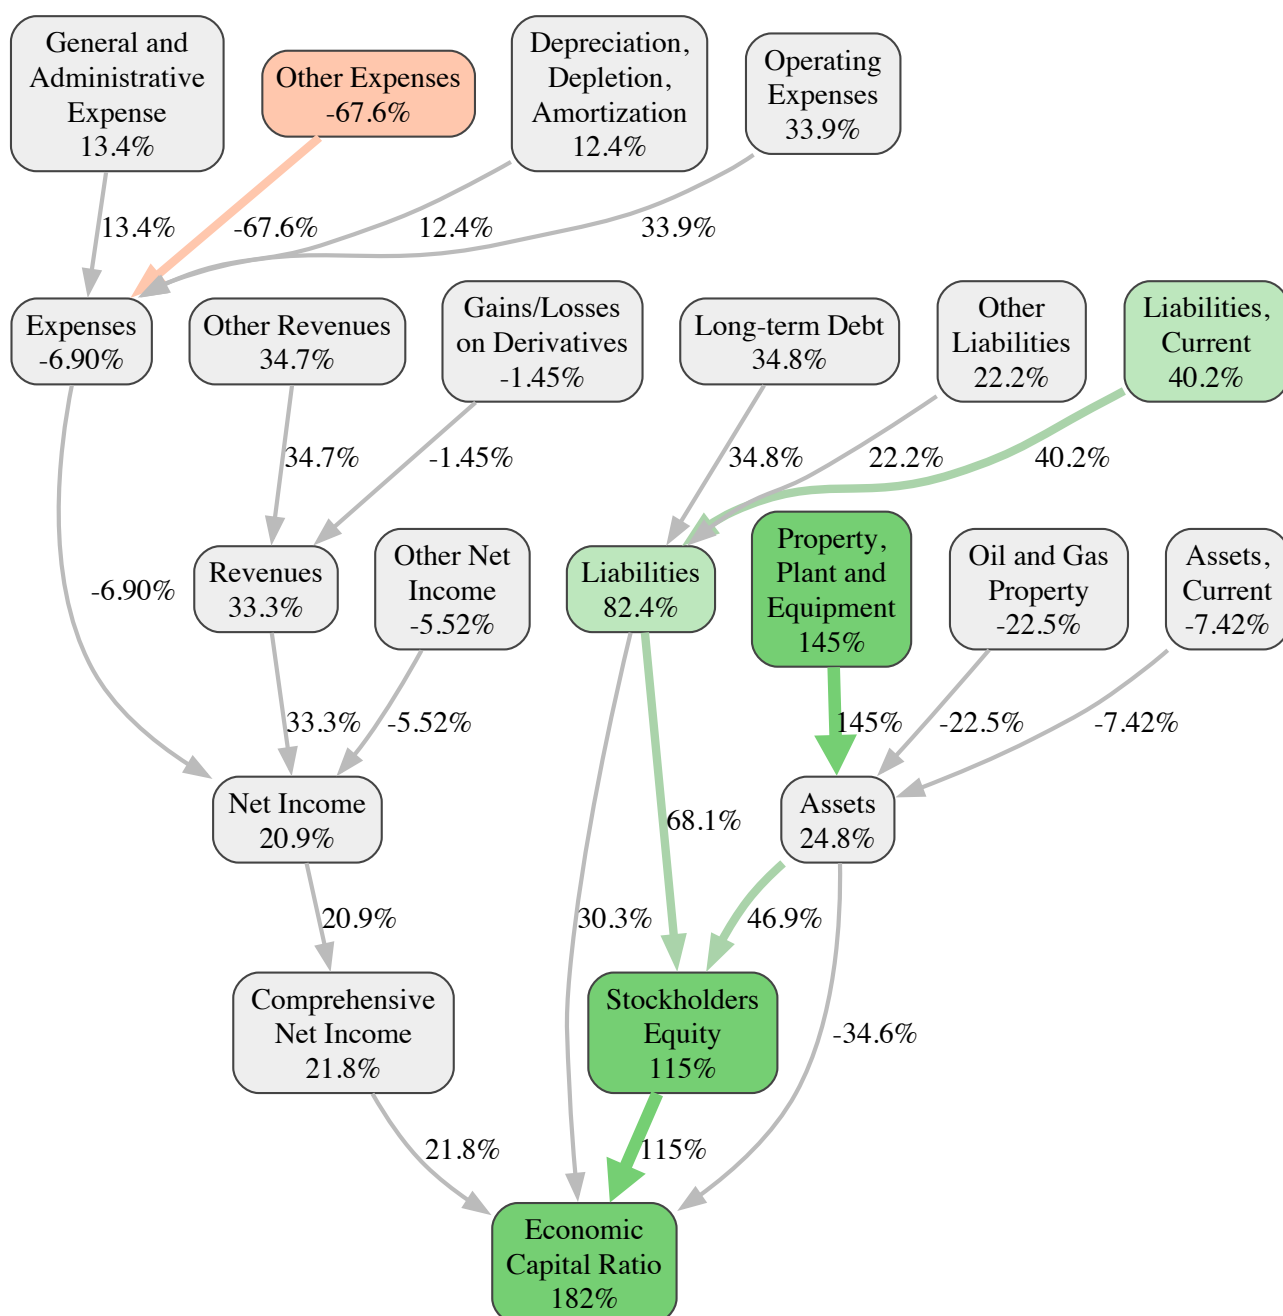 General and
Administrative
Expense
13.4%
Other Expenses
-67.6%
Depreciation,
Depletion,
Amortization
12.4%
Operating
Expenses
33.9%
13.4%
-67.6%
12.4%
33.9%
Expenses
-6.90%
Other Revenues
34.7%
Gains/Losses
on Derivatives
-1.45%
Long-term Debt
34.8%
Other
Liabilities
22.2%
Liabilities,
Current
40.2%
34.7%
-1.45%
34.8%
22.2%
40.2%
Revenues
33.3%
Other Net
Income
-5.52%
Liabilities
82.4%
Property,
Plant and
Equipment
145%
Oil and Gas
Property
-22.5%
Assets,
Current
-7.42%
-6.90%
33.3%
-5.52%
145%
-22.5%
-7.42%
Net Income
20.9%
68.1%
Assets
24.8%
20.9%
30.3%
46.9%
Comprehensive
Net Income
21.8%
Stockholders
Equity
115%
-34.6%
21.8%
115%
Economic
Capital Ratio
182%